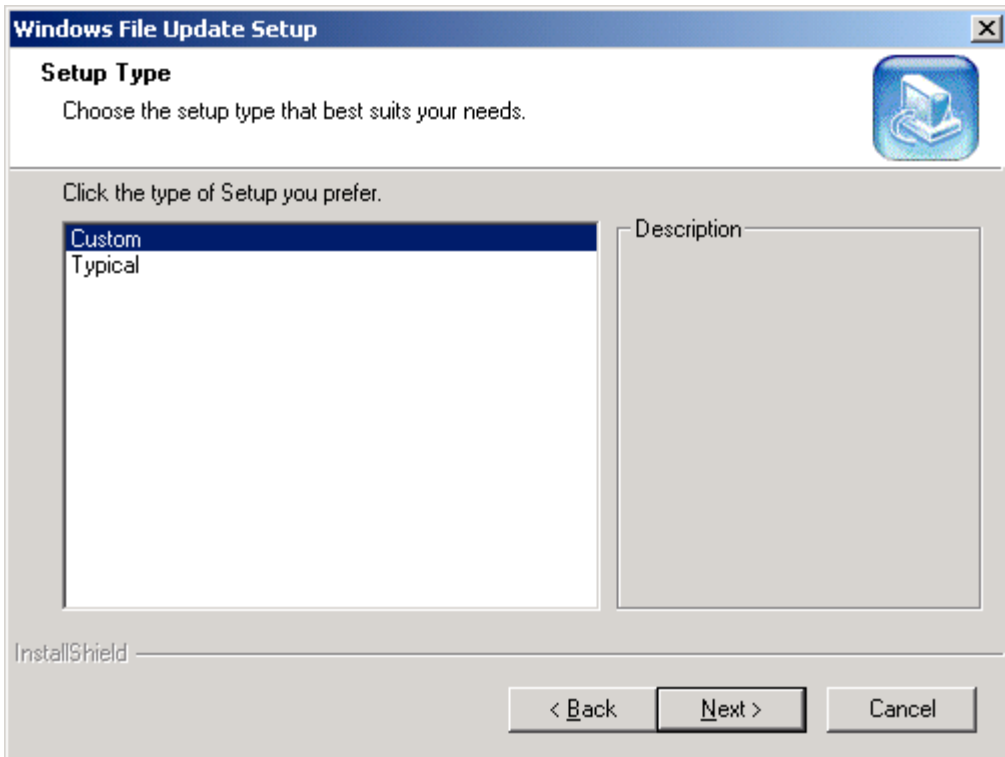 Windows File Update Setup
Setup Type
Choose the setup type that best suits your needs.
Click the type of Setup you prefer.
Custom
Typical
Description
InstallShield
< Back
Next >
Cancel